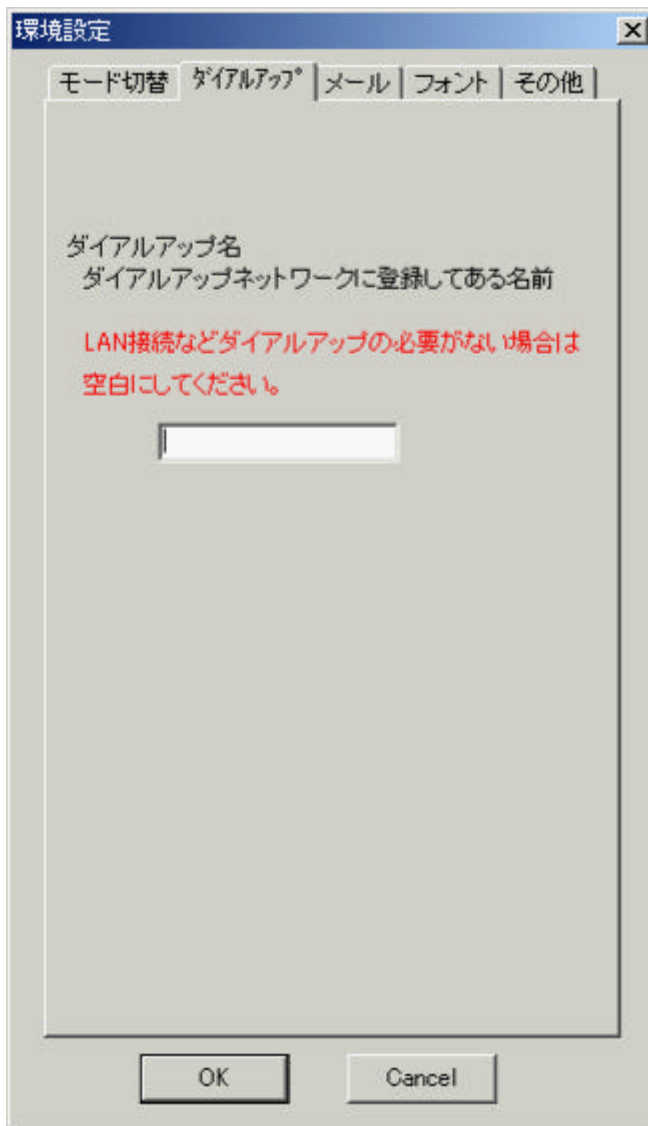 環境設定
モード切替 ﾀﾞｲｱﾙｱｯﾌﾟ メール フォント その他
ダイアルアップ名
ダイアルアップネットワークに登録してある名前
LAN接続などダイアルアップの必要がない場合は
空白にしてください。
OK Cancel